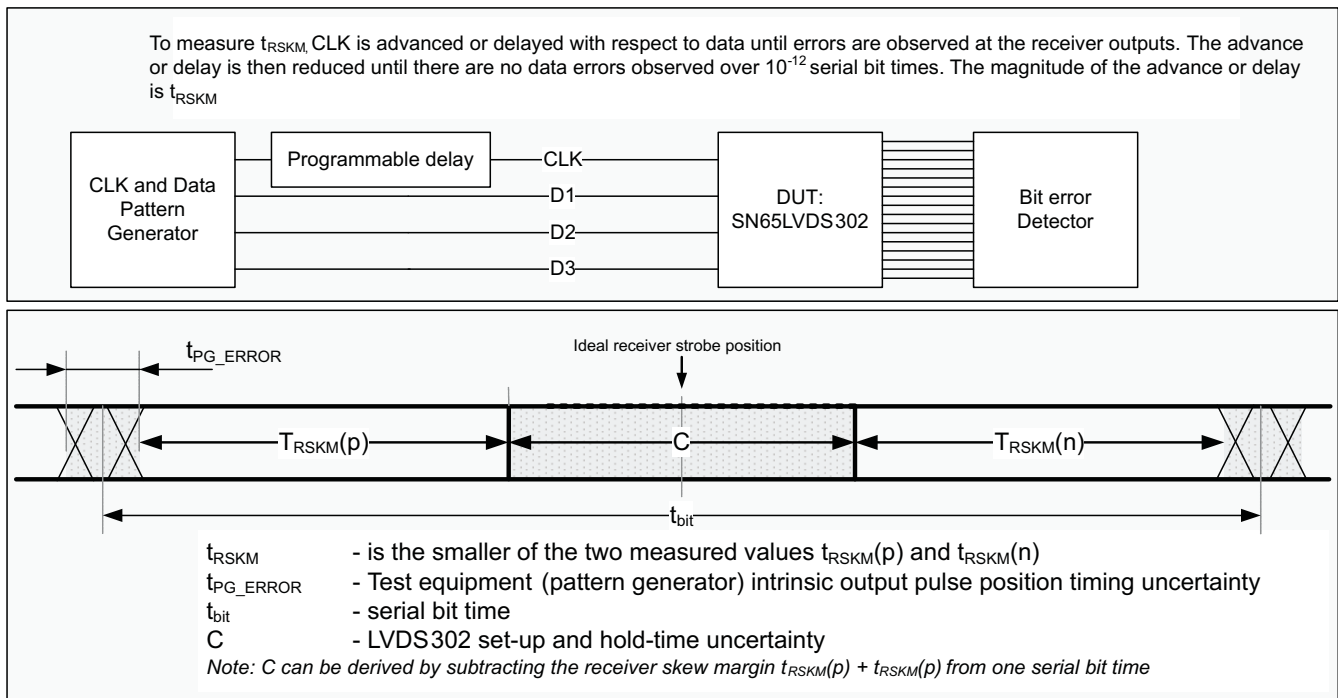 To measure tRSKM, CLK is advanced or delayed with respect to data until errors are observed at the receiver outputs. The advance
or delay is then reduced until there are no data errors observed over 10-12 serial bit times. The magnitude of the advance or delay
is tRSKM
CLK and Data
Pattern
Generator
Programmable delay
CLK
D1
D2
D3
DUT:
SN65LVDS302
Bit error
Detector
tPG_ERROR
Ideal receiver strobe position
TRSKM(p)
C
TRSKM(n)
tbit
tRSKM - is the smaller of the two measured values tRSKM(p) and tRSKM(n)
tPG_ERROR - Test equipment (pattern generator) intrinsic output pulse position timing uncertainty
tbit - serial bit time
C - LVDS302 set-up and hold-time uncertainty
Note: C can be derived by subtracting the receiver skew margin tRSKM(p) + tRSKM(p) from one serial bit time